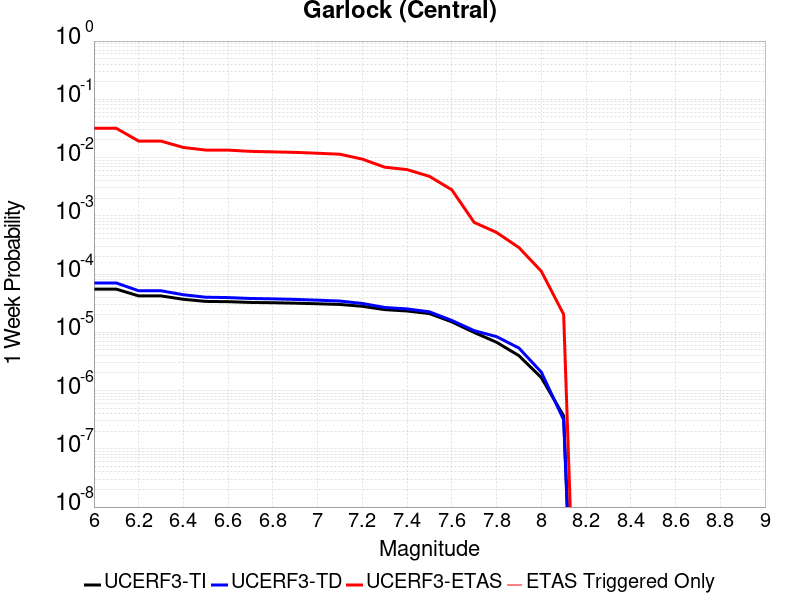 Garlock (Central)
10^0
10^-1
10^-2
10^-3
10^-4
10^-5
10^-6
10^-7
10^-8
1 Week Probability
6 6.2 6.4 6.6 6.8 7 7.2 7.4 7.6 7.8 8 8.2 8.4 8.6 8.8 9
Magnitude
UCERF3-TI UCERF3-TD UCERF3-ETAS ETAS Triggered Only